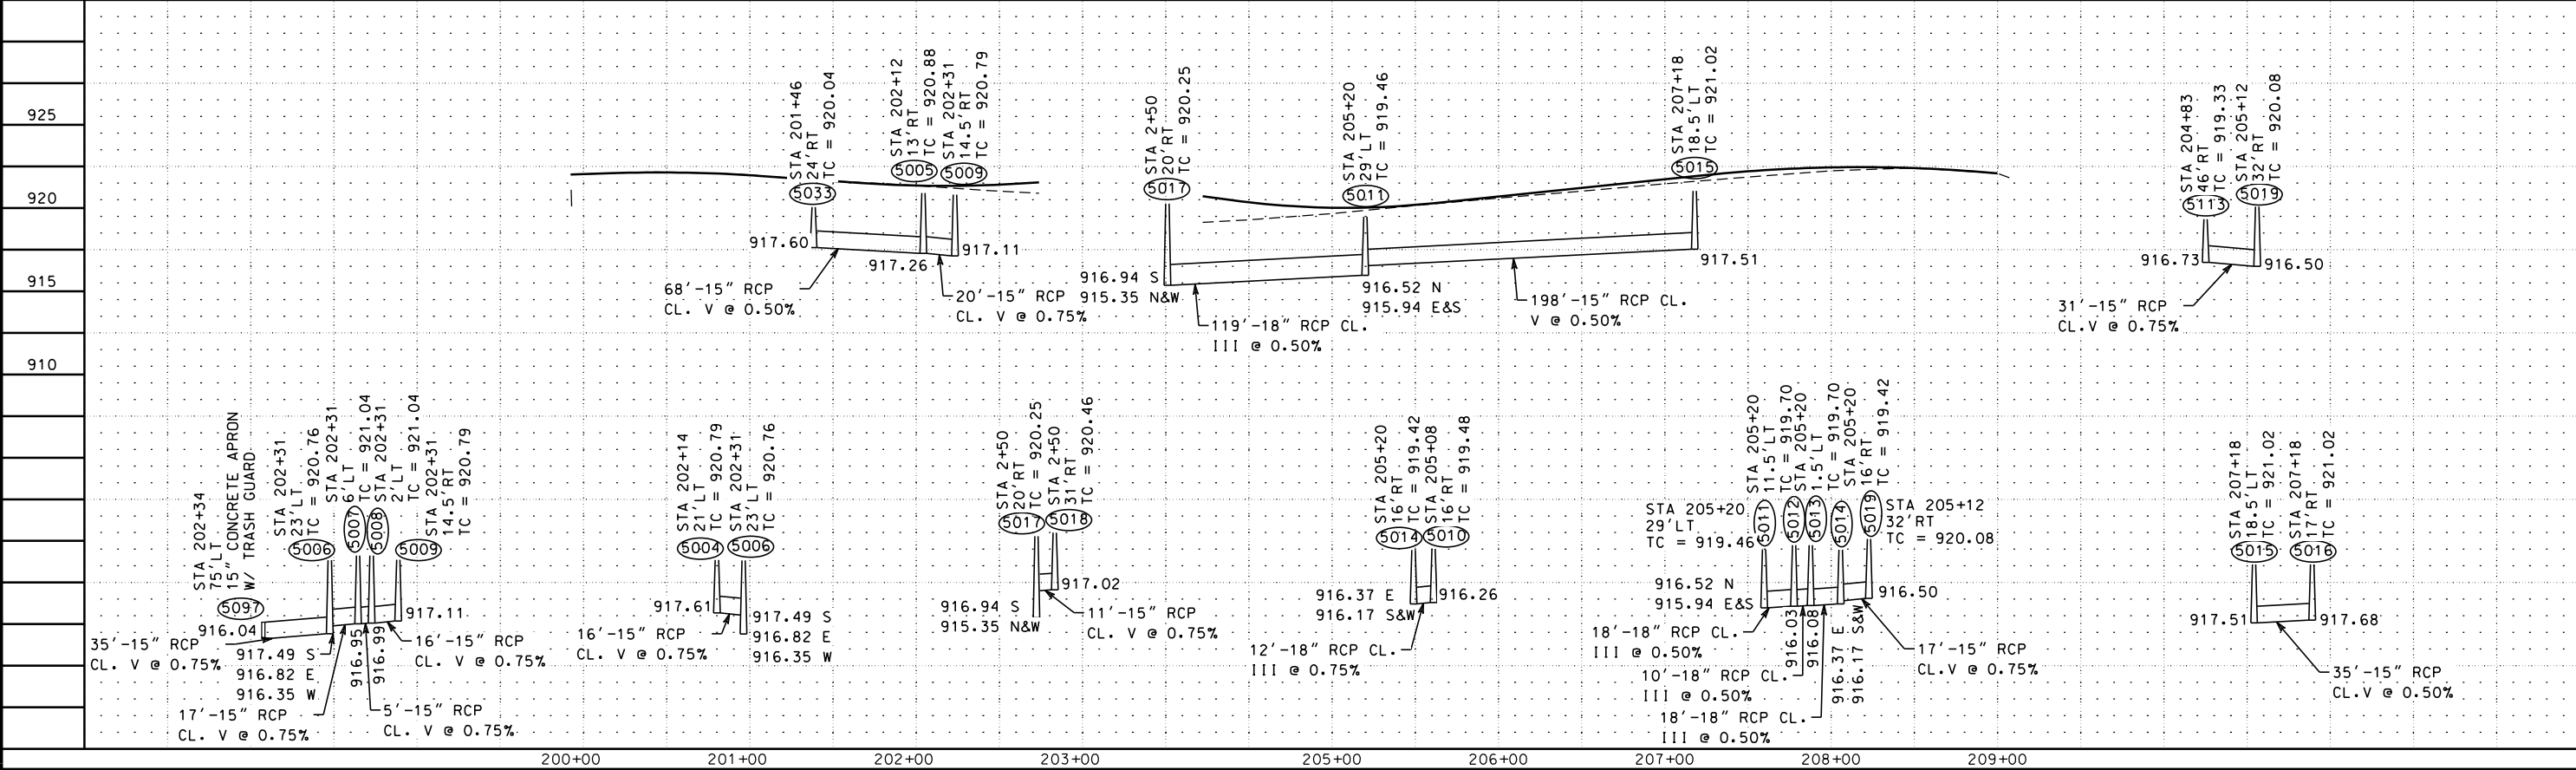 925
920
915
910
STA 201+46
24'RT
TC = 920.04
5033
STA 202+12
13'RT
TC = 920.88
5005
STA 202+31
14.5'RT
TC = 920.79
5009
917.60
917.26
917.11
68'-15" RCP
CL. V @ 0.50%
20'-15" RCP
CL. V @ 0.75%
STA 2+50
20'RT
TC = 920.25
5017
916.94 S
915.35 N&W
119'-18" RCP CL.
III @ 0.50%
STA 205+20
29'LT
TC = 919.46
5011
916.52 N
915.94 E&S
198'-15" RCP CL.
V @ 0.50%
STA 207+18
18.5'LT
TC = 921.02
5015
917.51
STA 204+83
46'RT
TC = 919.33
5113
STA 205+12
32'RT
TC = 920.08
5019
916.73
916.50
31'-15" RCP
CL.V @ 0.75%
STA 202+34
75'LT
15" CONCRETE APRON
W/ TRASH GUARD
5097
916.04
STA 202+31
23'LT
TC = 920.76
5006
STA 202+31
6'LT
TC = 921.04
5007
STA 202+31
2'LT
TC = 921.04
5008
STA 202+31
14.5'RT
TC = 920.79
5009
917.11
35'-15" RCP
CL. V @ 0.75%
917.49 S
916.82 E
916.35 W
916.95
916.99
16'-15" RCP
CL. V @ 0.75%
17'-15" RCP
CL. V @ 0.75%
5'-15" RCP
CL. V @ 0.75%
STA 202+14
21'LT
TC = 920.79
5004
STA 202+31
23'LT
TC = 920.76
5006
917.61
917.49 S
916.82 E
916.35 W
16'-15" RCP
CL. V @ 0.75%
STA 2+50
20'RT
TC = 920.25
5017
STA 2+50
31'RT
TC = 920.46
5018
917.02
916.94 S
915.35 N&W
11'-15" RCP
CL. V @ 0.75%
STA 205+20
16'RT
TC = 919.42
5014
STA 205+08
16'RT
TC = 919.48
5010
916.37 E
916.17 S&W
916.26
12'-18" RCP CL.
III @ 0.75%
STA 205+20
29'LT
TC = 919.46
5011
STA 205+20
11.5'LT
TC = 919.70
5012
STA 205+20
1.5'LT
TC = 919.70
5013
STA 205+20
16'RT
TC = 919.42
5014
5019
STA 205+12
32'RT
TC = 920.08
916.52 N
915.94 E&S
916.50
18'-18" RCP CL.
III @ 0.50%
916.03
916.08
916.37 E
916.17 S&W
17'-15" RCP
CL.V @ 0.75%
10'-18" RCP CL.
III @ 0.50%
18'-18" RCP CL.
III @ 0.50%
STA 207+18
18.5'LT
TC = 921.02
5015
STA 207+18
17'RT
TC = 921.02
5016
917.51
917.68
35'-15" RCP
CL.V @ 0.50%
200+00
201+00
202+00
203+00
205+00
206+00
207+00
208+00
209+00